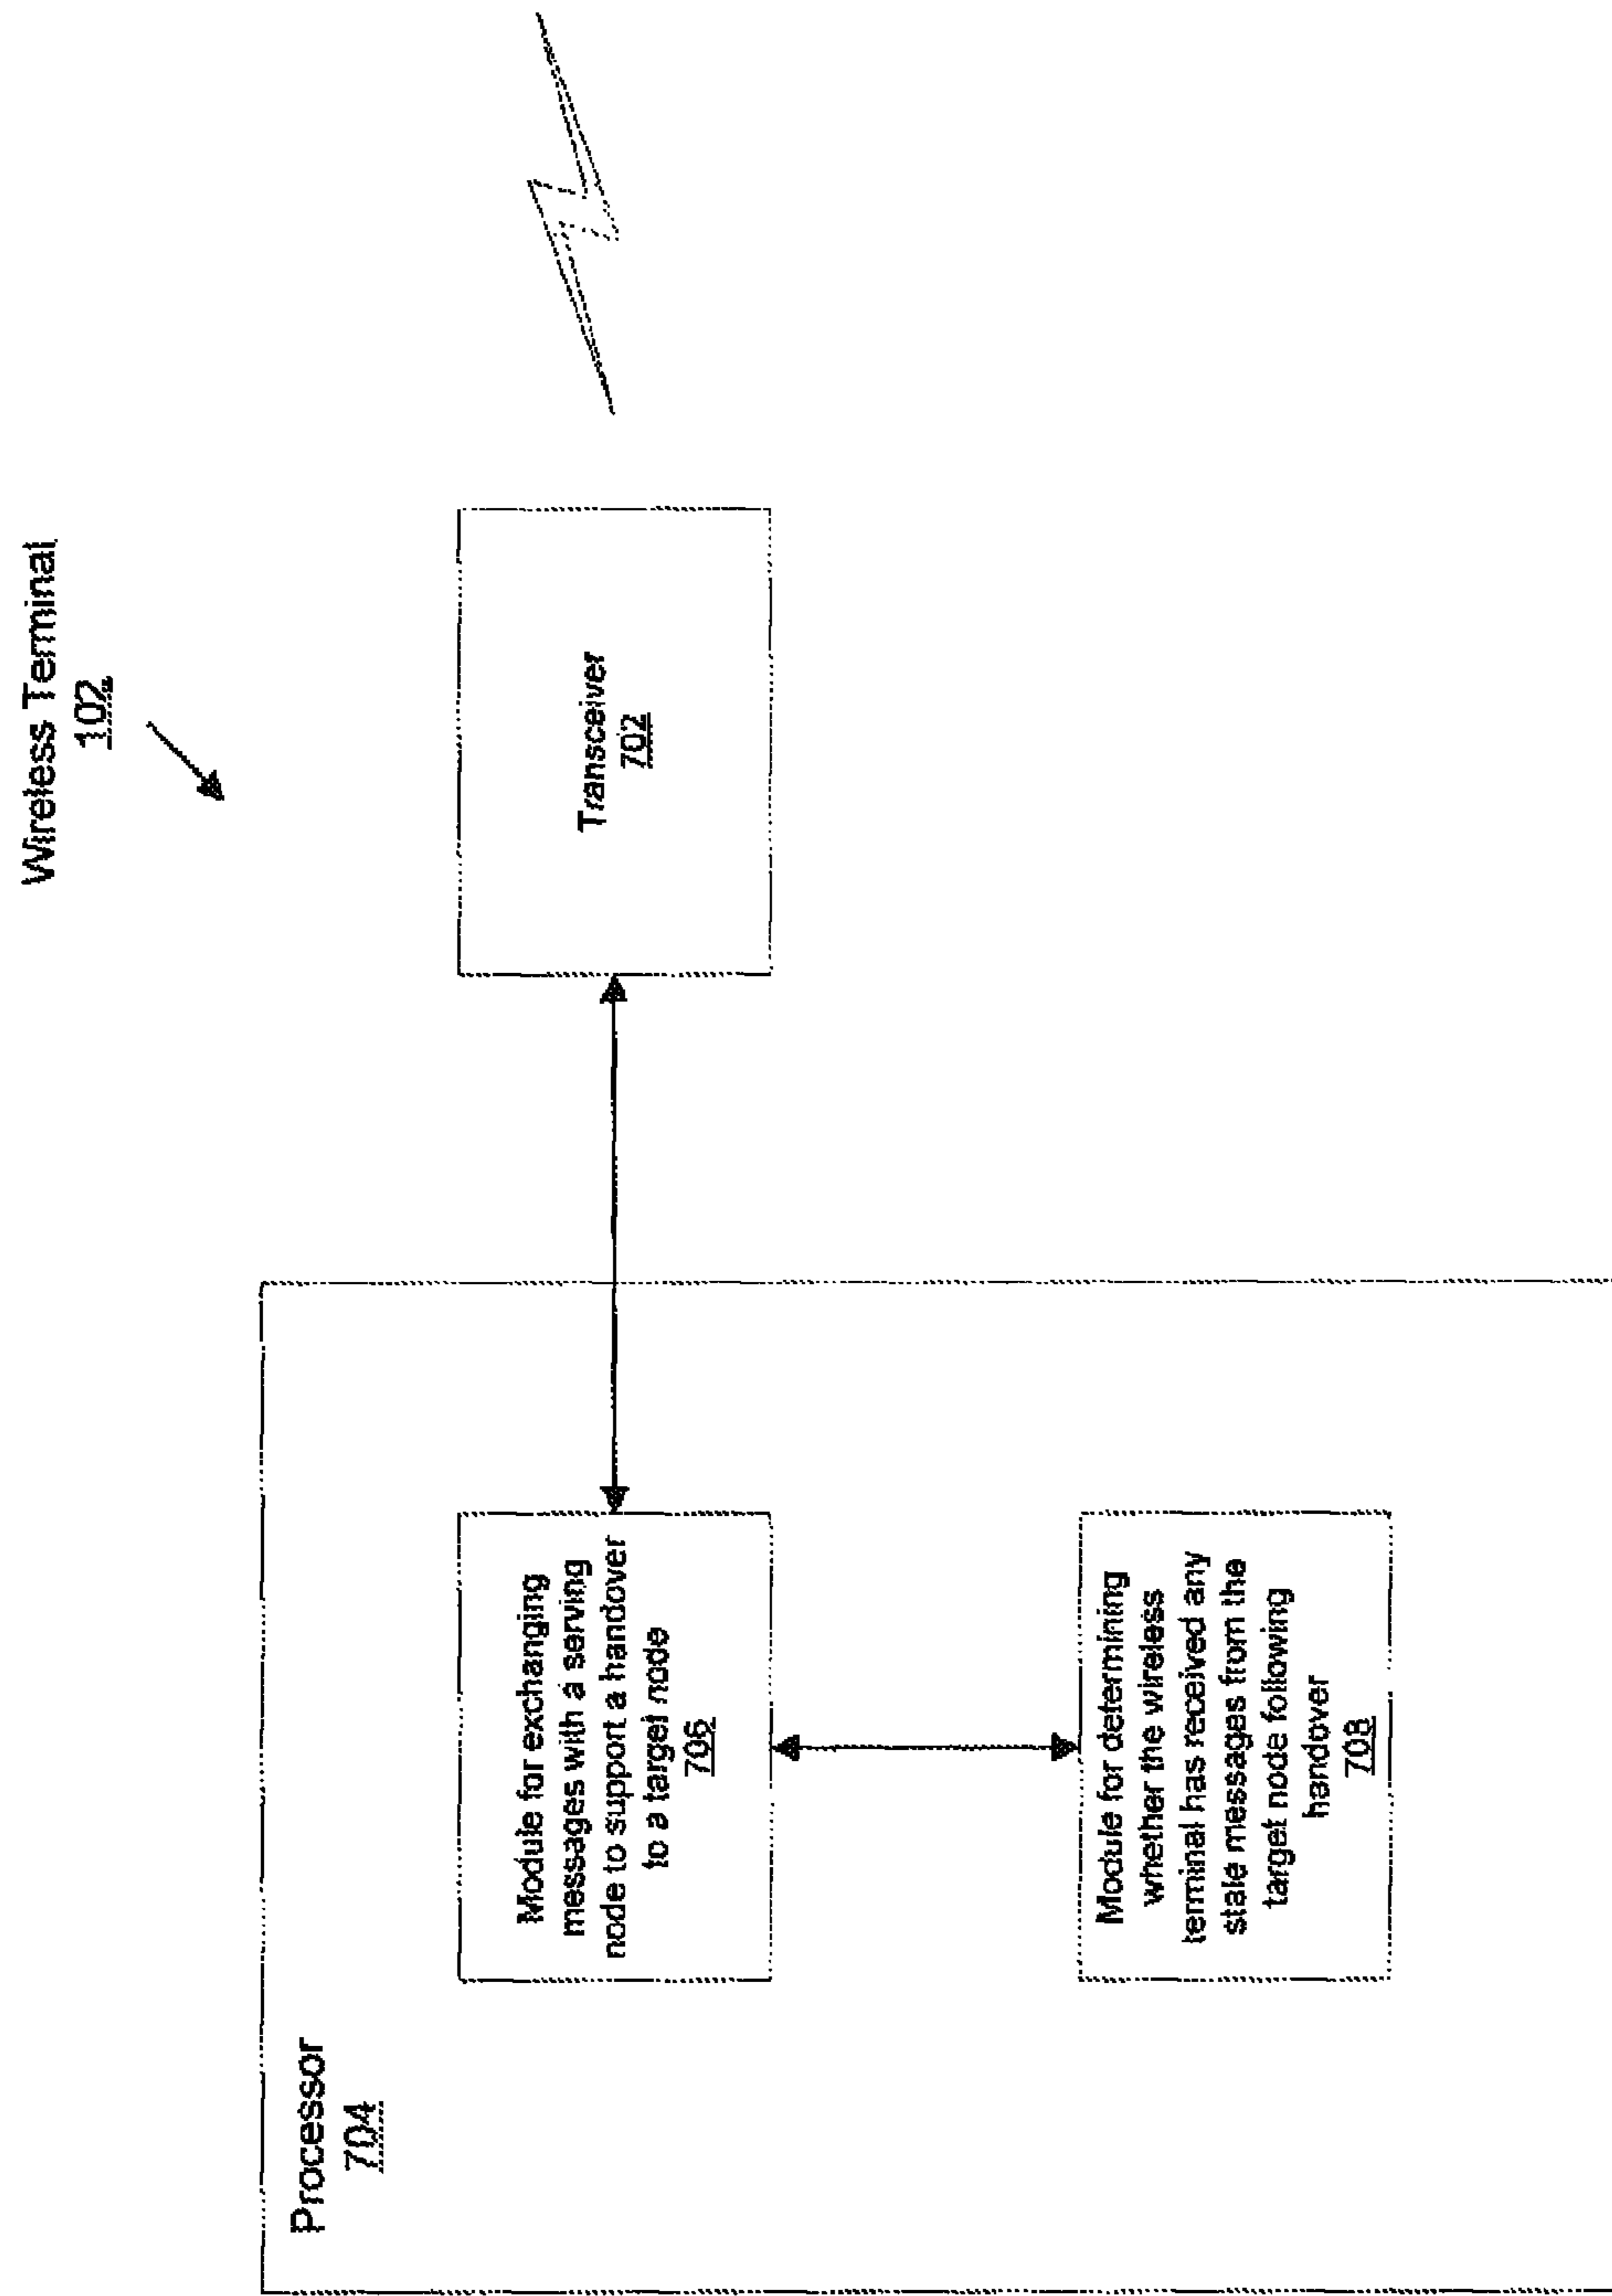 Wireless Terminal
102
Transceiver
702
Processor
704
Module for exchanging
messages with a serving
node to support a handover
to a target node
706
Module for determining
whether the wireless
terminal has received any
stale messages from the
target node following
handover
708